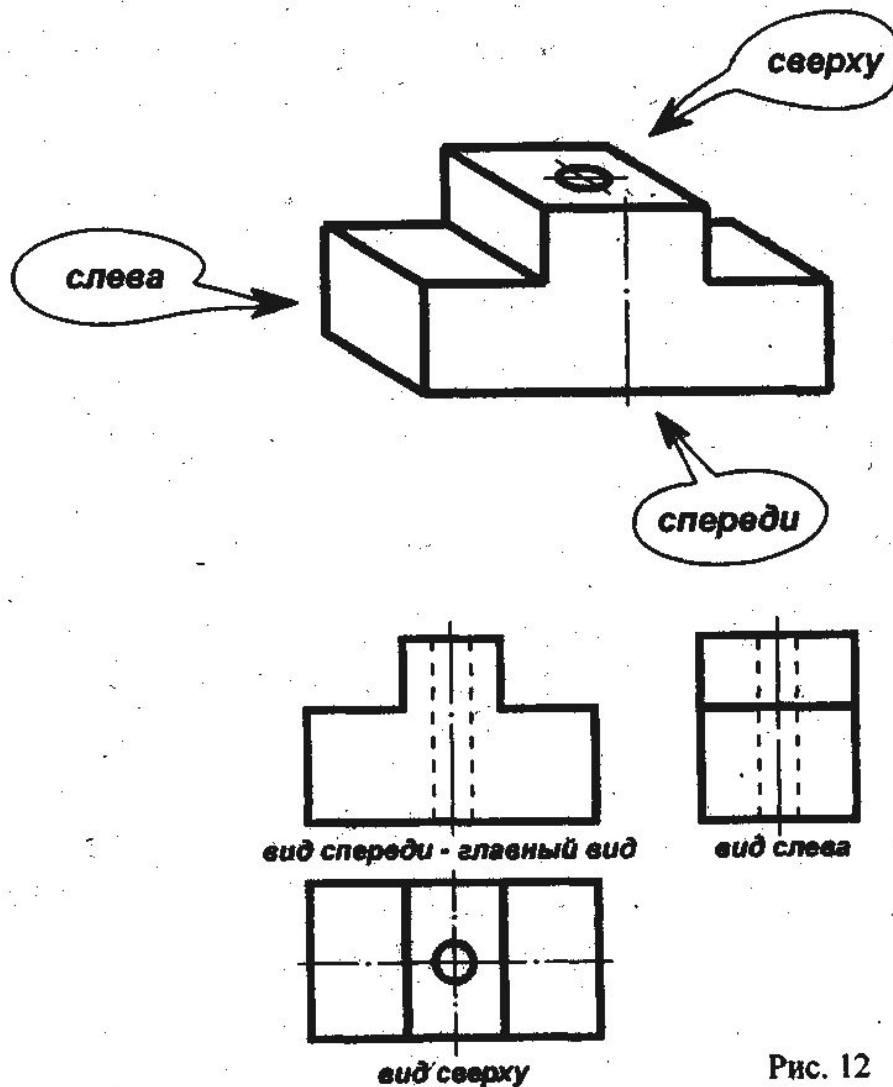 сверху
слева
спереди
вид спереди - главный вид
вид слева
вид сверху
Рис. 12